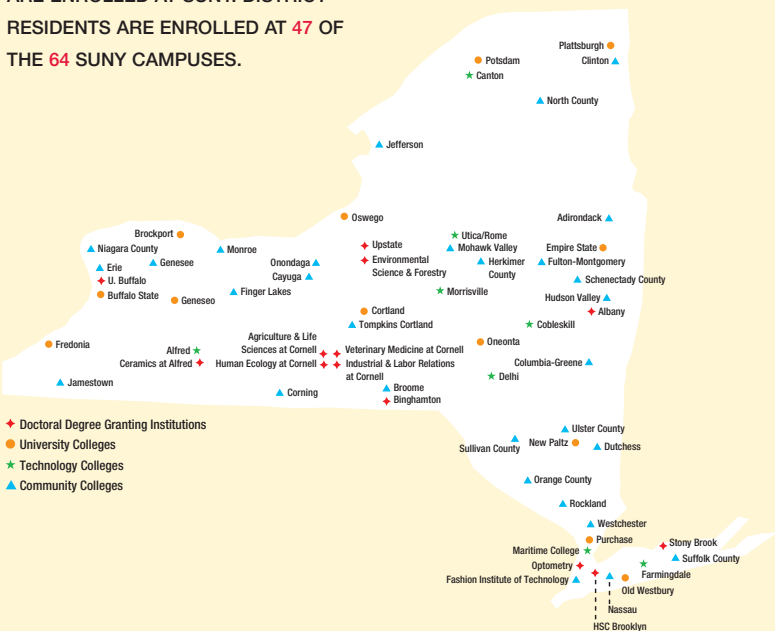 ARE ENROLLED AT SUNY. DISTRICT
RESIDENTS ARE ENROLLED AT 47 OF
THE 64 SUNY CAMPUSES.
Plattsburgh
Clinton
Potsdam
Canton
North County
Jefferson
Oswego
Adirondack
Brockport
Niagara County
Monroe
Erie
Genesee
U. Buffalo
Buffalo State
Geneseo
Finger Lakes
Onondaga
Cayuga
Upstate
Environmental
Science & Forestry
Utica/Rome
Mohawk Valley
Herkimer
County
Empire State
Fulton-Montgomery
Schenectady County
Hudson Valley
Albany
Morrisville
Cobleskill
Cortland
Tompkins Cortland
Oneonta
Fredonia
Jamestown
Alfred
Ceramics at Alfred
Agriculture & Life
Sciences at Cornell
Human Ecology at Cornell
Veterinary Medicine at Cornell
Industrial & Labor Relations
at Cornell
Columbia-Greene
Delhi
Corning
Broome
Binghamton
Doctoral Degree Granting Institutions
University Colleges
Technology Colleges
Community Colleges
Ulster County
Sullivan County
New Paltz
Dutchess
Orange County
Rockland
Westchester
Purchase
Maritime College
Optometry
Fashion Institute of Technology
Stony Brook
Suffolk County
Farmingdale
Old Westbury
Nassau
HSC Brooklyn